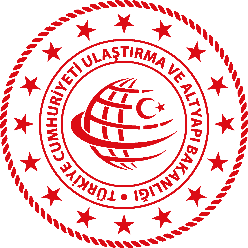 TÜRKİYE CUMHURİYETİ ULAŞTIRMA VE ALTYAPI BAKANLIĞI